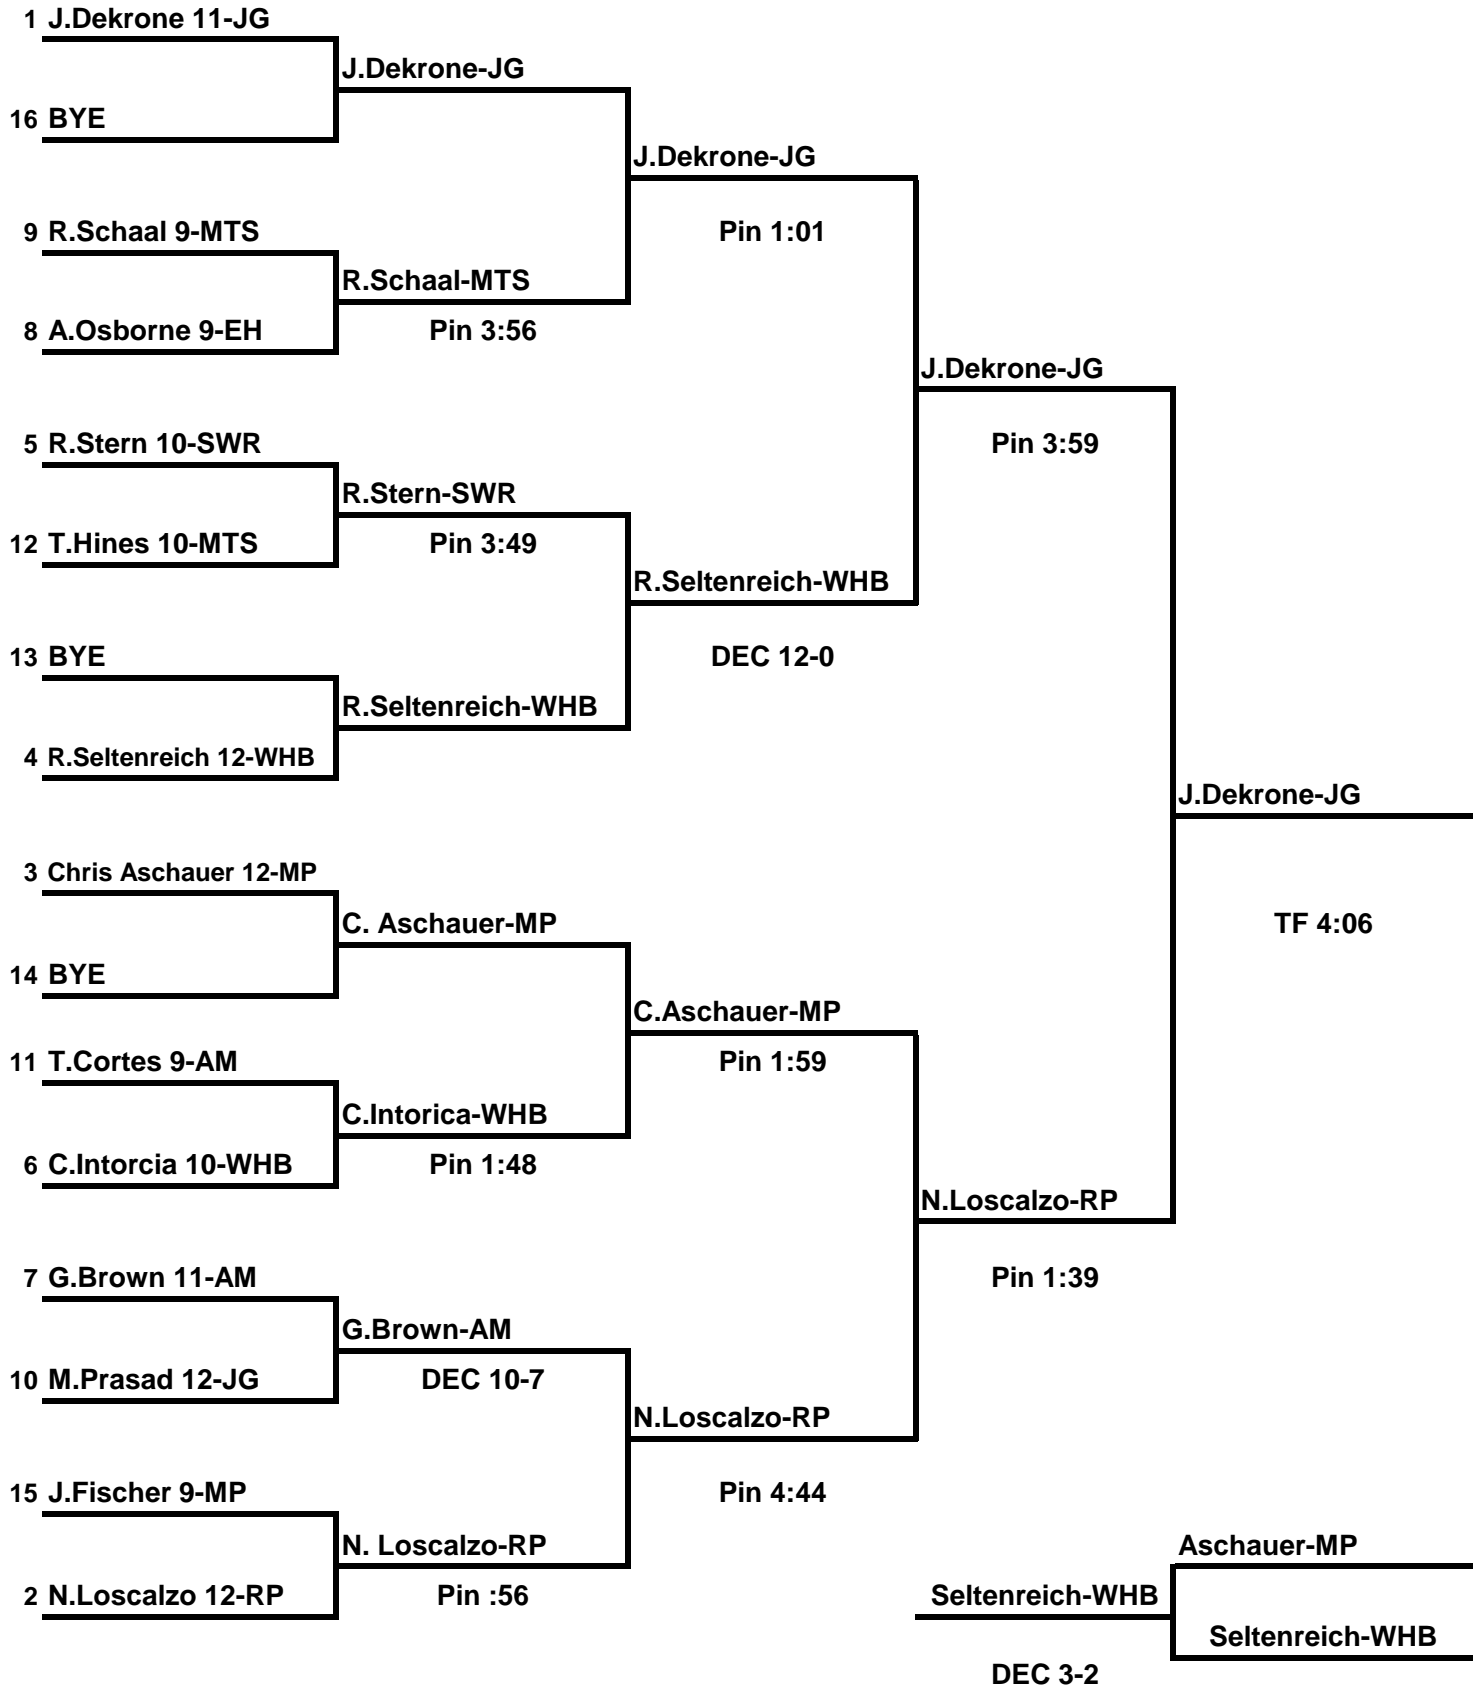 1 J.Dekrone 11-JG
J.Dekrone-JG
16 BYE
J.Dekrone-JG
9 R.Schaal 9-MTS
Pin 1:01
R.Schaal-MTS
8 A.Osborne 9-EH
Pin 3:56
J.Dekrone-JG
5 R.Stern 10-SWR
Pin 3:59
R.Stern-SWR
12 T.Hines 10-MTS
Pin 3:49
R.Seltenreich-WHB
13 BYE
DEC 12-0
R.Seltenreich-WHB
4 R.Seltenreich 12-WHB
J.Dekrone-JG
3 Chris Aschauer 12-MP
C. Aschauer-MP
TF 4:06
14 BYE
C.Aschauer-MP
11 T.Cortes 9-AM
Pin 1:59
C.Intorica-WHB
6 C.Intorcia 10-WHB
Pin 1:48
N.Loscalzo-RP
7 G.Brown 11-AM
Pin 1:39
G.Brown-AM
10 M.Prasad 12-JG
DEC 10-7
N.Loscalzo-RP
15 J.Fischer 9-MP
Pin 4:44
N. Loscalzo-RP
Aschauer-MP
2 N.Loscalzo 12-RP
Pin :56
Seltenreich-WHB
Seltenreich-WHB
DEC 3-2